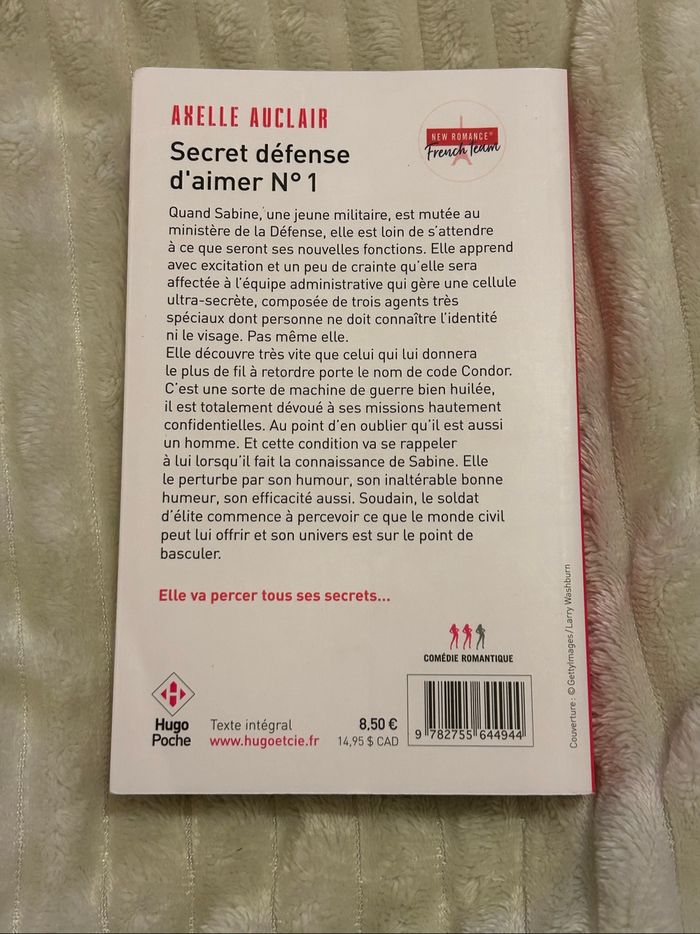 AXELLE AUCLAIR
NEW ROMANCE®
French Team
Secret défense
d'aimer N° 1
Quand Sabine, une jeune militaire, est mutée au
ministère de la Défense, elle est loin de s'attendre
à ce que seront ses nouvelles fonctions. Elle apprend
avec excitation et un peu de crainte qu'elle sera
affectée à l'équipe administrative qui gère une cellule
ultra-secrète, composée de trois agents très
spéciaux dont personne ne doit connaître l'identité
ni le visage. Pas même elle.
Elle découvre très vite que celui qui lui donnera
le plus de fil à retordre porte le nom de code Condor.
C'est une sorte de machine de guerre bien huilée,
il est totalement dévoué à ses missions hautement
confidentielles. Au point d'en oublier qu'il est aussi
un homme. Et cette condition va se rappeler
à lui lorsqu'il fait la connaissance de Sabine. Elle
le perturbe par son humour, son inaltérable bonne
humeur, son efficacité aussi. Soudain, le soldat
d'élite commence à percevoir ce que le monde civil
peut lui offrir et son univers est sur le point de
basculer.
Elle va percer tous ses secrets...
COMÉDIE ROMANTIQUE
Hugo
Poche
Texte intégral
www.hugoetcie.fr
8,50 €
14,95 $ CAD
9 782755 644944
Couverture : © GettyImages / Larry Washburn